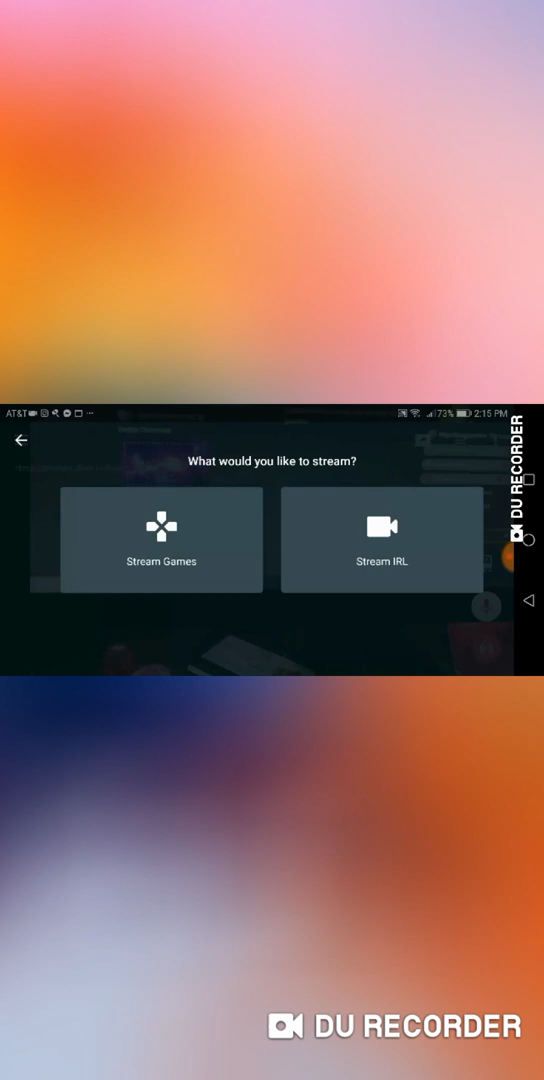 AT&T
73%
2:15 PM
What would you like to stream?
Stream Games
Stream IRL
DU RECORDER
DU RECORDER